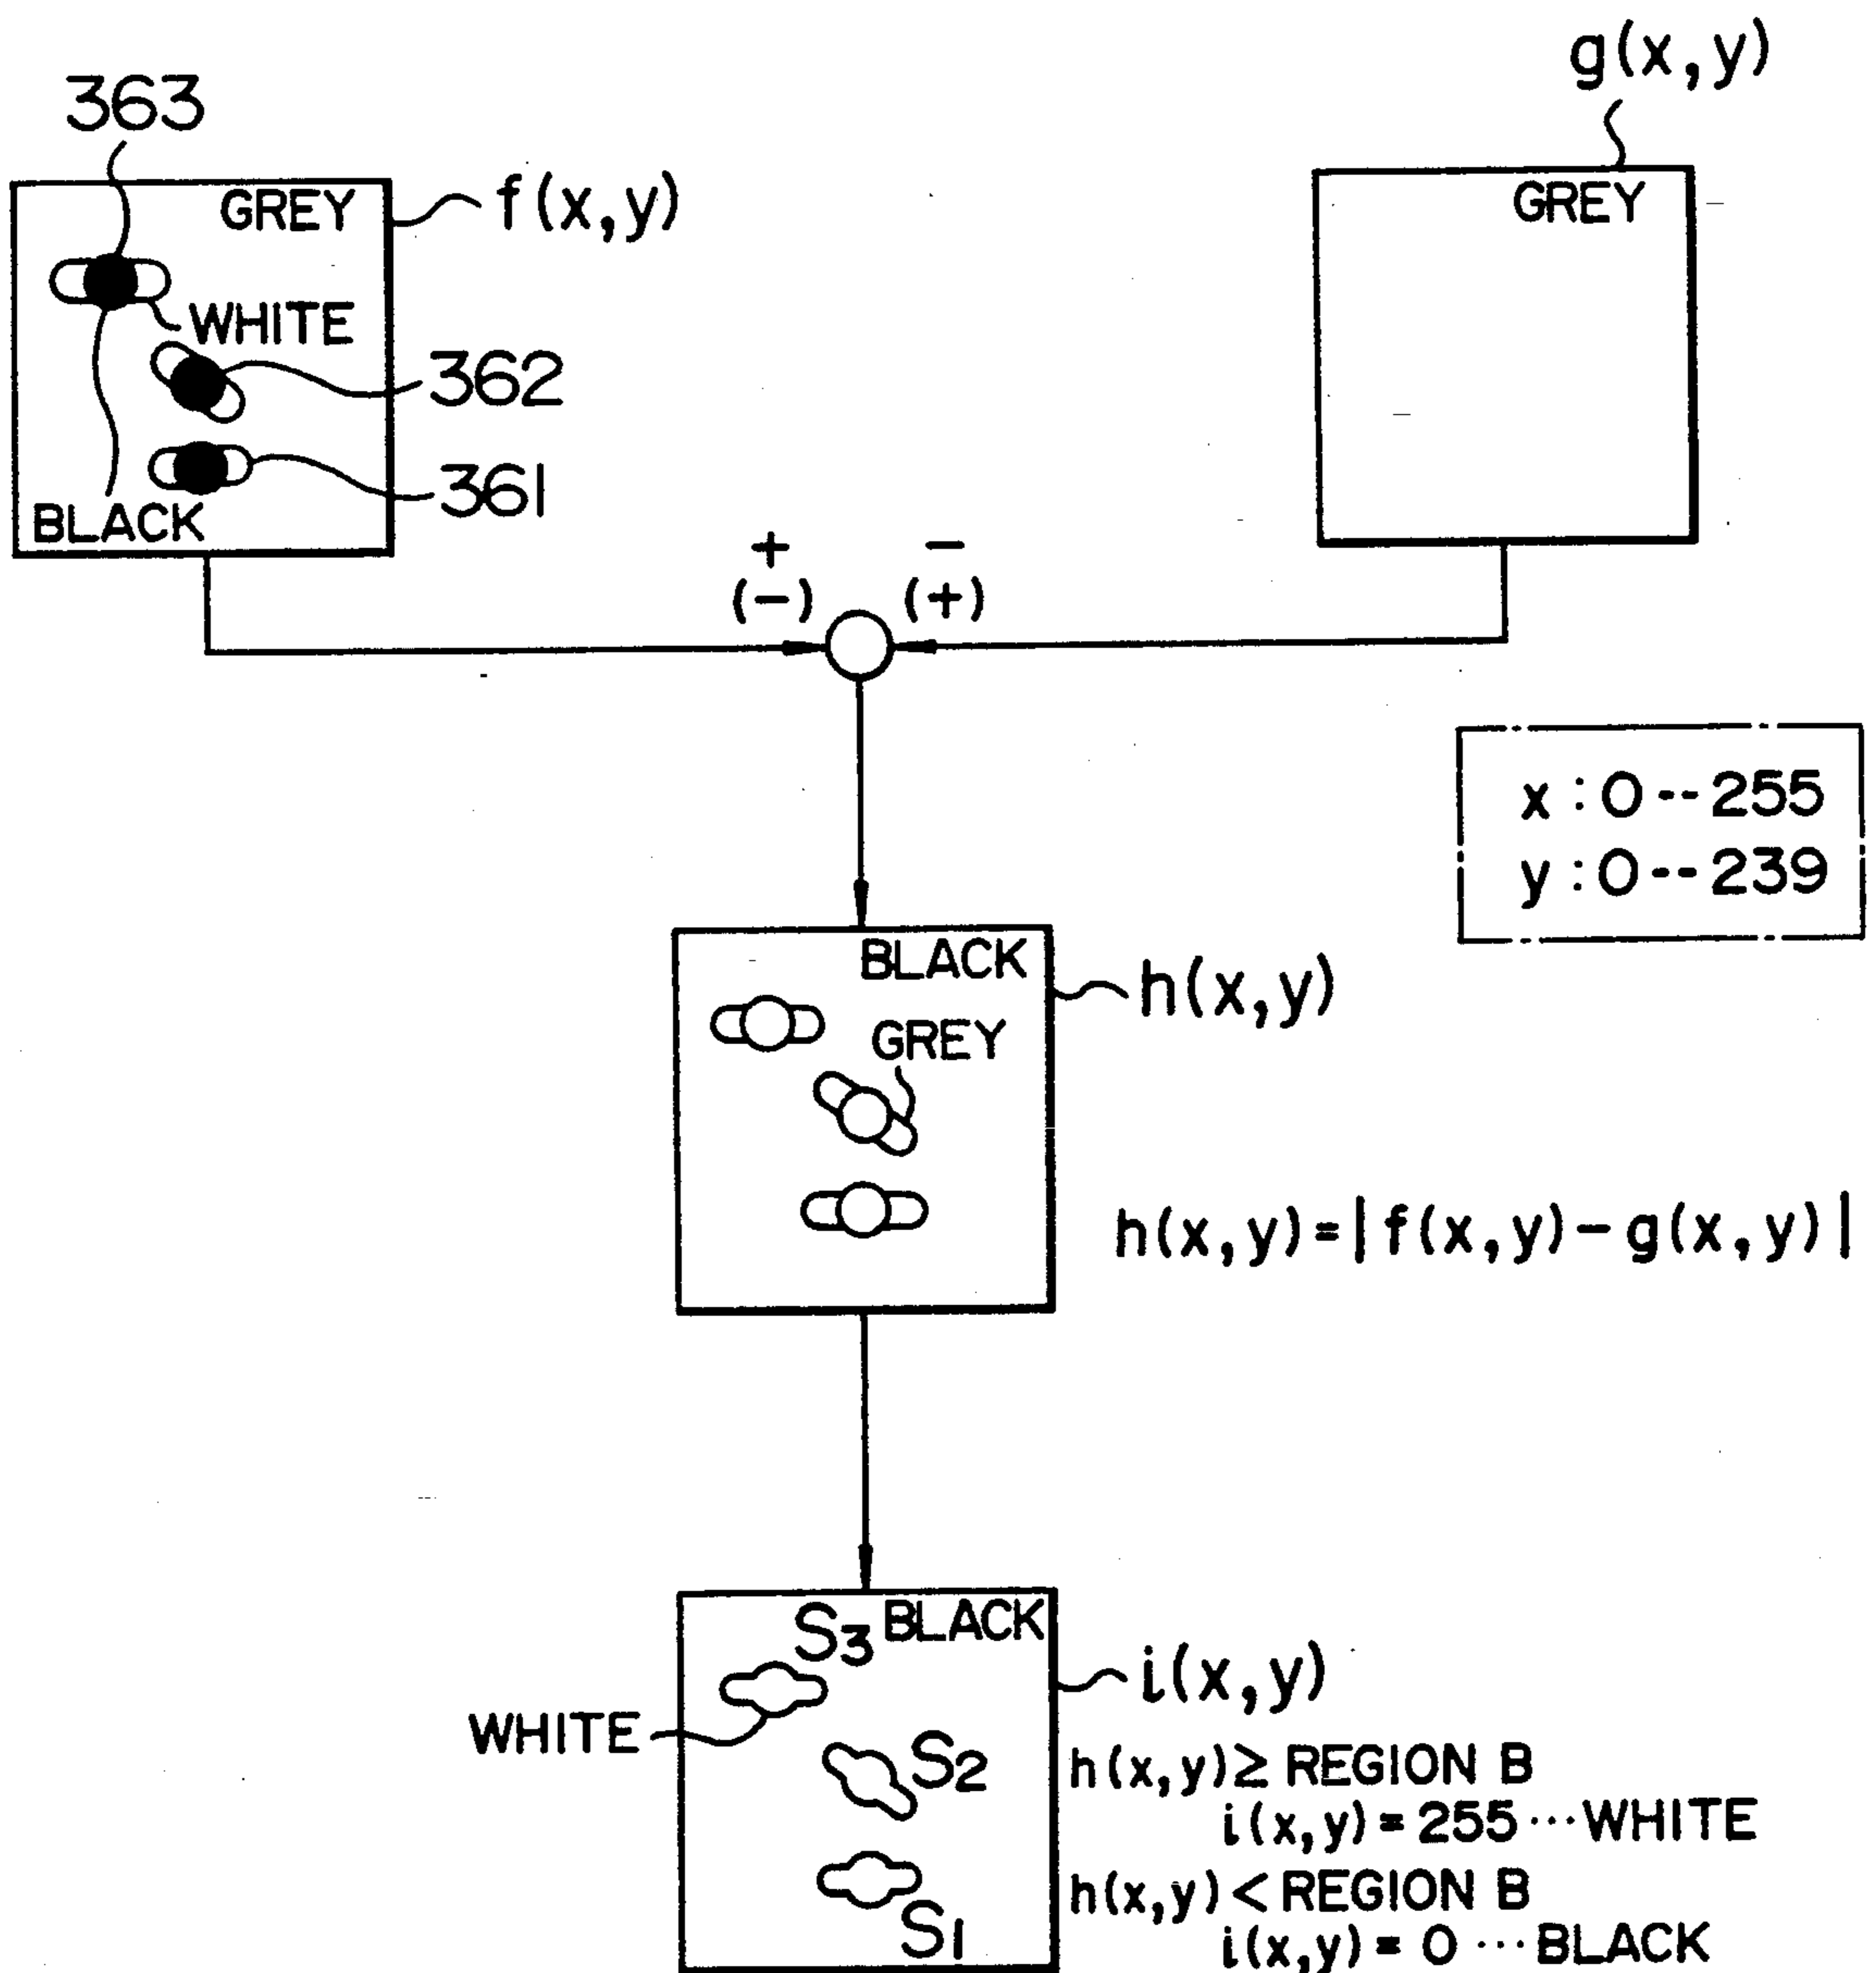 363
g(x,y)
GREY
f(x,y)
GREY
WHITE
362
361
BLACK
+
(−)
−
(+)
x : 0--255
y : 0--239
BLACK
h(x,y)
GREY
h(x,y)=|f(x,y)−g(x,y)|
S3
BLACK
i(x,y)
WHITE
S2
h(x,y)≥ REGION B
i(x,y)=255···WHITE
h(x,y)<REGION B
S1
i(x,y)= 0 ···BLACK